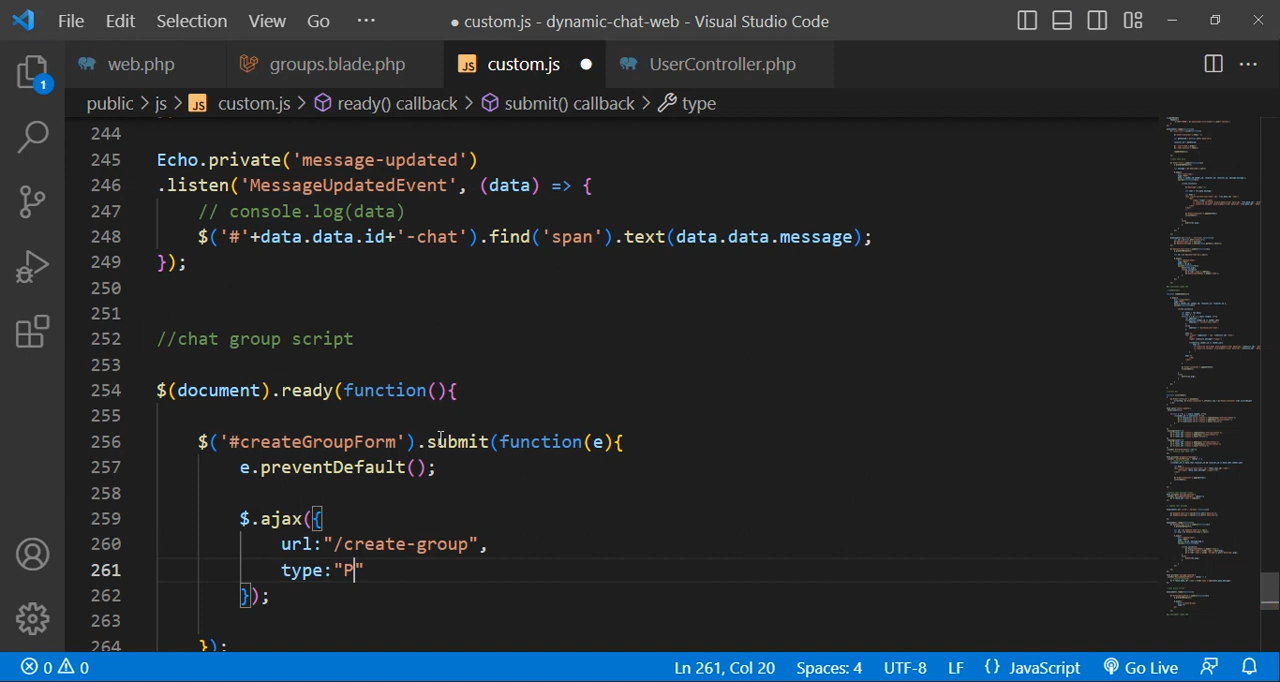 File Edit Selection View Go ··· ● custom.js - dynamic-chat-web - Visual Studio Code
web.php groups.blade.php JS custom.js ● UserController.php ···
1
public > js > JS custom.js > ready() callback > submit() callback > type
244
245 Echo.private('message-updated')
246 .listen('MessageUpdatedEvent', (data) => {
247 // console.log(data)
248 $('#'+data.data.id+'-chat').find('span').text(data.data.message);
249 });
250
251
252 //chat group script
253
254 $(document).ready(function(){
255
256 $('#createGroupForm').submit(function(e){
257 e.preventDefault();
258
259 $.ajax({
260 url:"/create-group",
261 type:"P"
262 });
263
264 });
0 0 Ln 261, Col 20 Spaces: 4 UTF-8 LF {} JavaScript Go Live